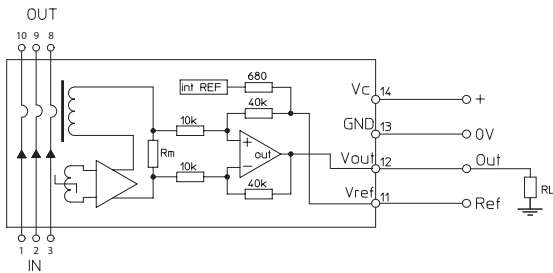 OUT
10 9 8
int REF
680
40k
10k
+
Rm
out
10k
−
40k
Vc 14 +
GND 13 0V
Vout 12 Out
Vref 11 Ref
RL
1 2 3
IN